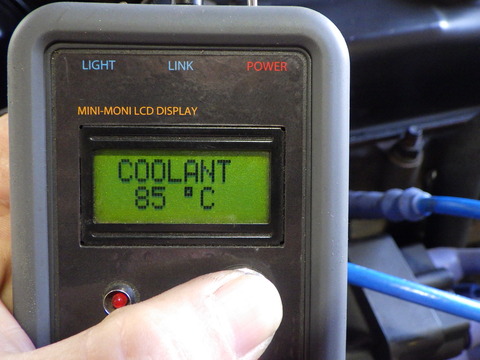 LIGHT LINK POWER
MINI-MONI LCD DISPLAY
COOLANT
85 °C